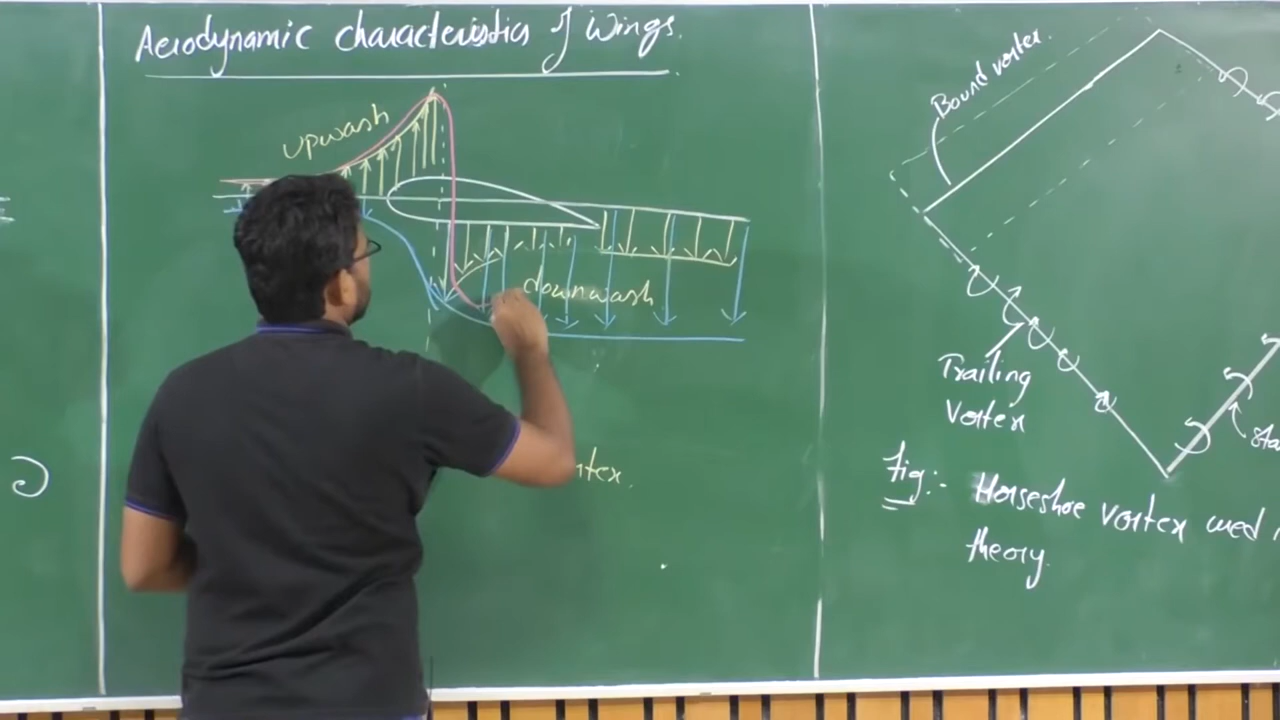 Aerodynamic characteristics of Wings.
upwash
downwash
Bound vortex.
Trailing
Vortex
Fig:- Horseshoe vortex used
theory.